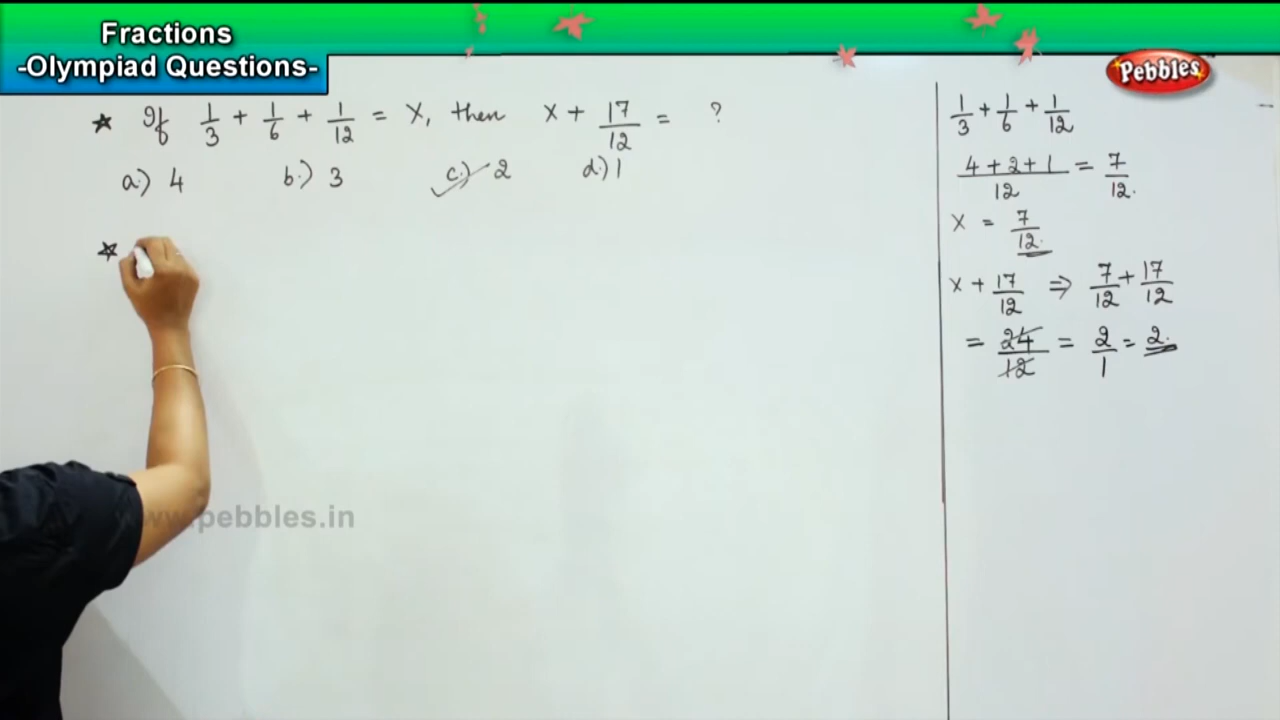 Fractions
-Olympiad Questions-
Pebbles
★ If 1/3 + 1/6 + 1/12 = x, then x + 17/12 = ?
a.) 4 b.) 3 c.) 2 d.) 1
★
1/3 + 1/6 + 1/12
4+2+1/12 = 7/12.
x = 7/12.
x + 17/12 ⇒ 7/12 + 17/12
= 24/12 = 2/1 = 2.
www.pebbles.in